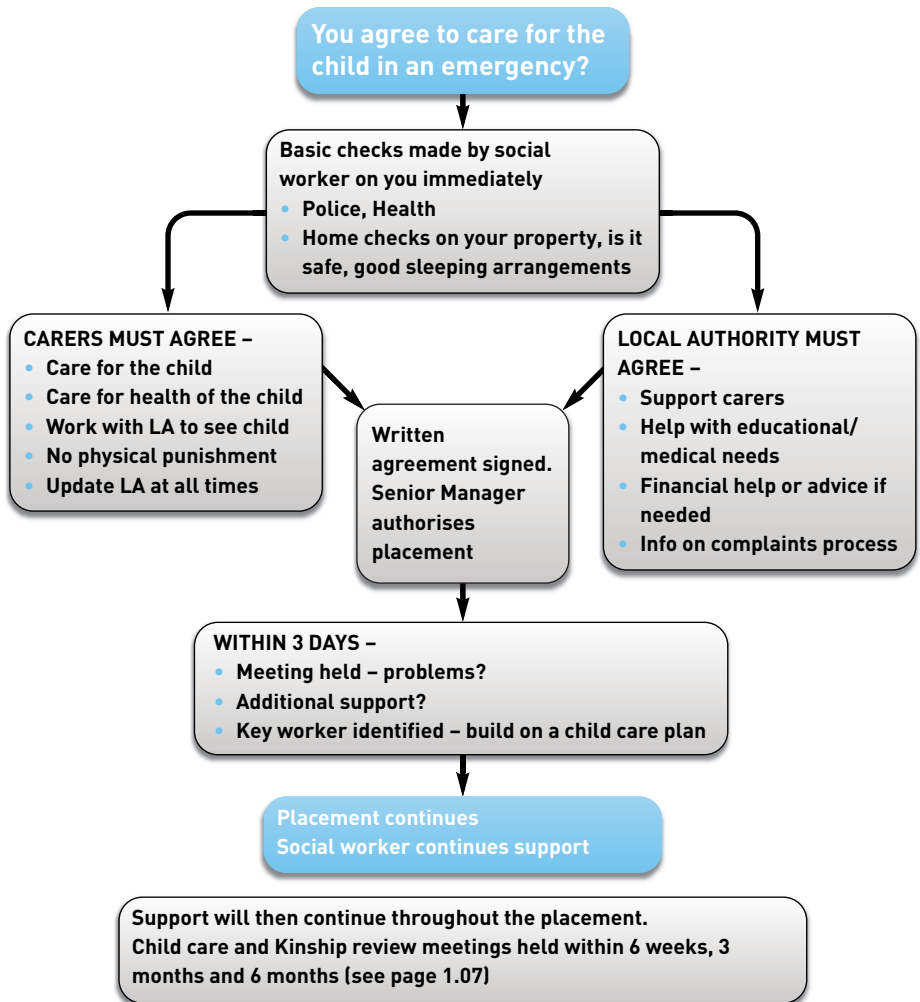 You agree to care for the
child in an emergency?
Basic checks made by social
worker on you immediately
• Police, Health
• Home checks on your property, is it
safe, good sleeping arrangements
CARERS MUST AGREE –
• Care for the child
• Care for health of the child
• Work with LA to see child
• No physical punishment
• Update LA at all times
LOCAL AUTHORITY MUST
AGREE –
• Support carers
• Help with educational/
medical needs
• Financial help or advice if
needed
• Info on complaints process
Written
agreement signed.
Senior Manager
authorises
placement
WITHIN 3 DAYS –
• Meeting held – problems?
• Additional support?
• Key worker identified – build on a child care plan
Placement continues
Social worker continues support
Support will then continue throughout the placement.
Child care and Kinship review meetings held within 6 weeks, 3
months and 6 months (see page 1.07)